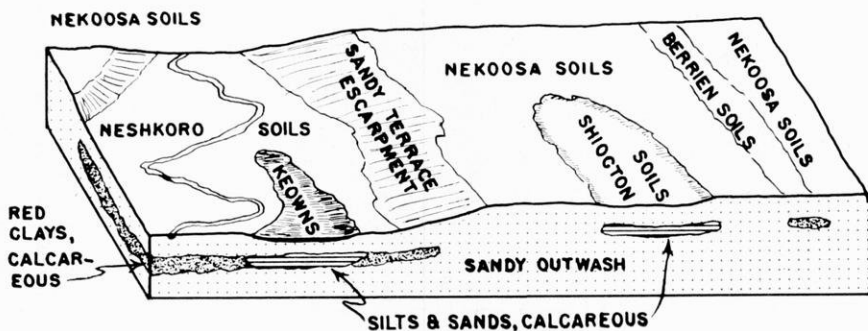 NEKOOSA SOILS
SANDY TERRACE
ESCARPMENT
NEKOOSA SOILS
BERRIEN SOILS
NEKOOSA SOILS
NESHKORO SOILS
KEOWNS
SHIOCTON
SOILS
RED
CLAYS,
CALCAR-
EOUS
SANDY OUTWASH
SILTS & SANDS, CALCAREOUS